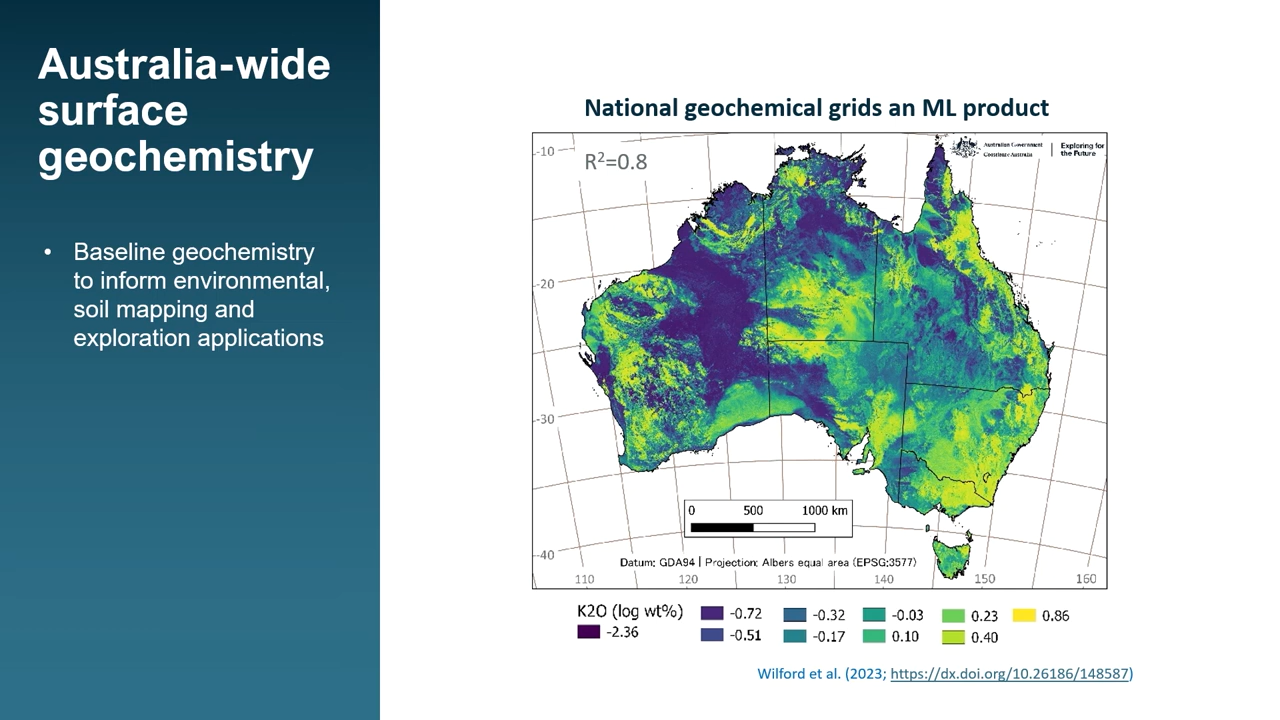 Australia-wide
surface
geochemistry
• Baseline geochemistry
to inform environmental,
soil mapping and
exploration applications
National geochemical grids an ML product
R²=0.8
Australian Government
Geoscience Australia
Exploring for
the Future
-10
-20
-30
-40
0 500 1000 km
Datum: GDA94 | Projection: Albers equal area (EPSG:3577)
110 120 130 140 150 160
K2O (log wt%)
-2.36
-0.72
-0.51
-0.32
-0.17
-0.03
0.10
0.23
0.40
0.86
Wilford et al. (2023; https://dx.doi.org/10.26186/148587)